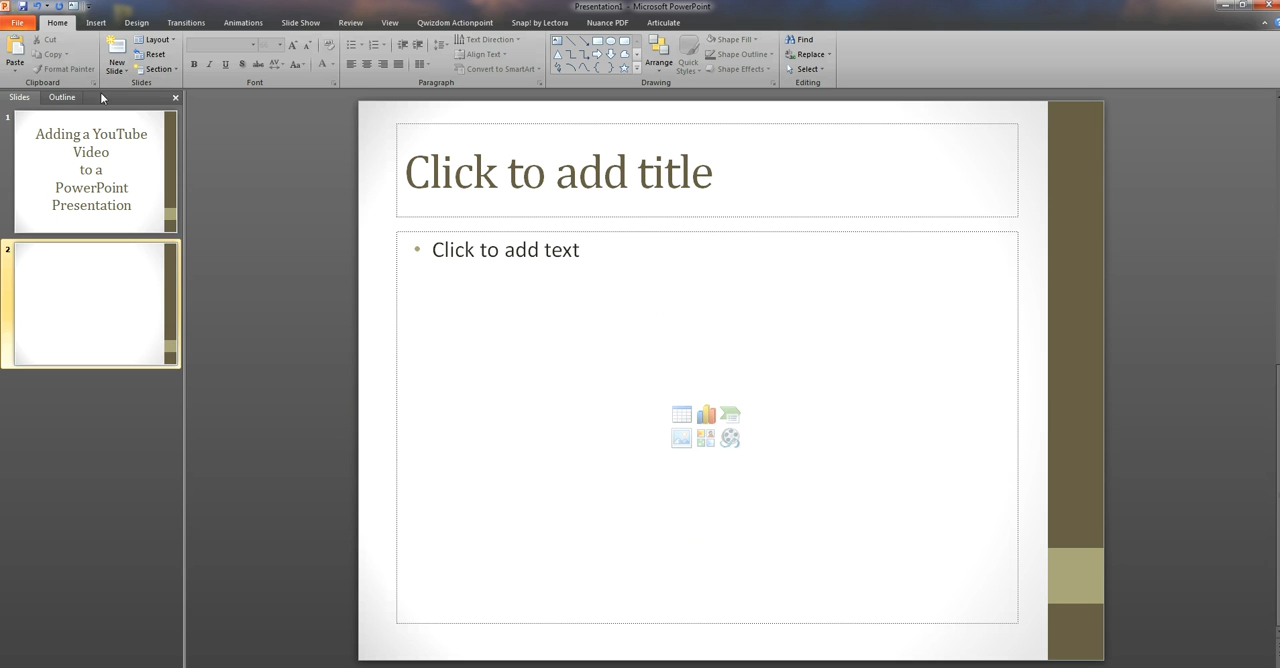 Presentation1 - Microsoft PowerPoint
File Home Insert Design Transitions Animations Slide Show Review View Qwizdom Actionpoint Snap! by Lectora Nuance PDF Articulate
Cut Layout Text Direction Shape Fill Find
Paste Copy New Slide Reset Align Text Arrange Quick Styles Shape Outline Replace
Format Painter Section B I U S abc AV Aa A Convert to SmartArt Shape Effects Select
Clipboard Slides Font Paragraph Drawing Editing
Slides Outline
1
Adding a YouTube
Video
to a
PowerPoint
Presentation
2
Click to add title
• Click to add text